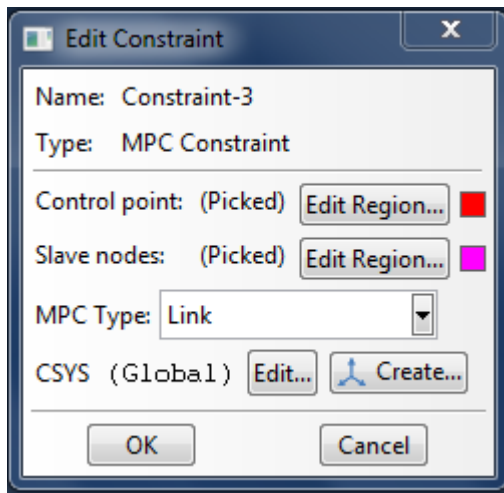 Edit Constraint
X
Name: Constraint-3
Type: MPC Constraint
Control point: (Picked) Edit Region...
Slave nodes: (Picked) Edit Region...
MPC Type: Link
CSYS (Global) Edit... Create...
OK Cancel